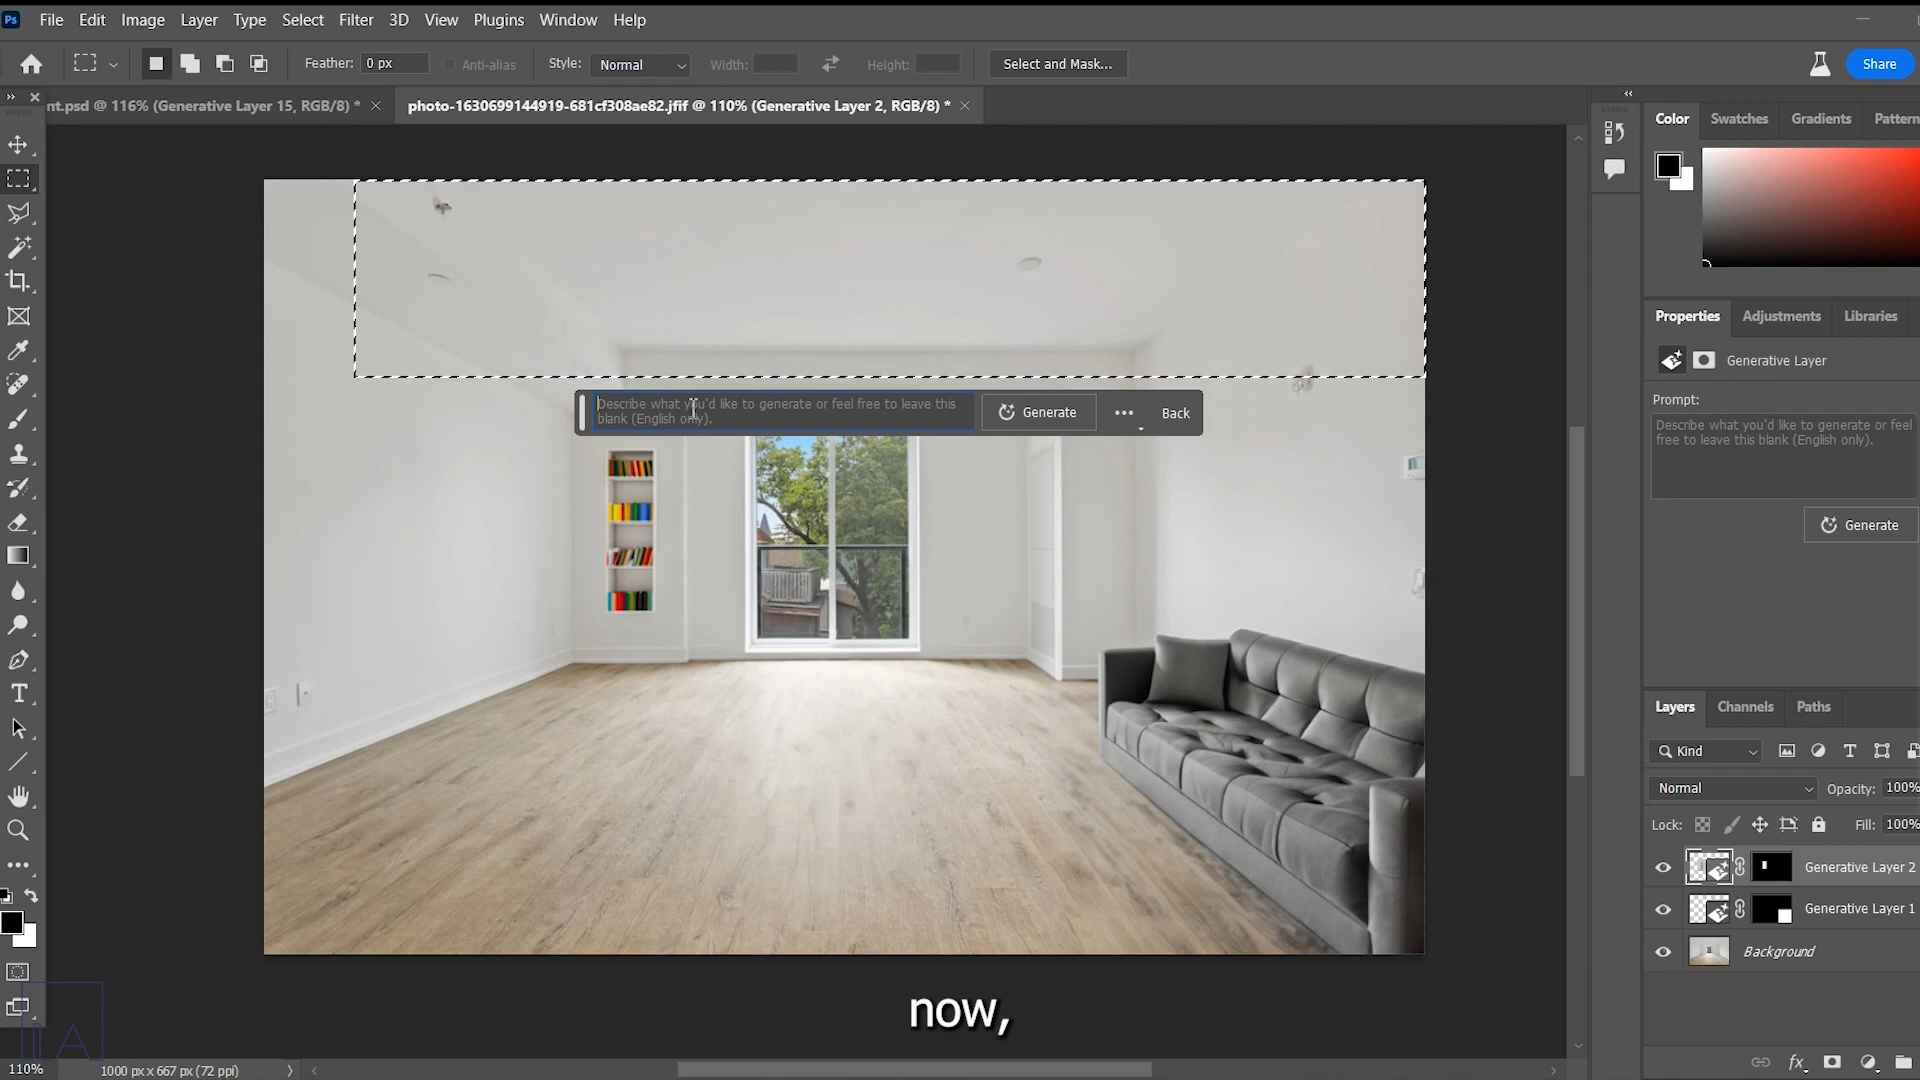 Ps File Edit Image Layer Type Select Filter 3D View Plugins Window Help
Feather: 0 px Anti-alias Style: Normal Width: Height: Select and Mask... Share
nt.psd @ 116% (Generative Layer 15, RGB/8) * photo-1630699144919-681cf308ae82.jfif @ 110% (Generative Layer 2, RGB/8) *
Color Swatches Gradients Pattern
Properties Adjustments Libraries
Generative Layer
Prompt:
Describe what you'd like to generate or feel
free to leave this blank (English only).
Generate
Describe what you'd like to generate or feel free to leave this
blank (English only).
Generate Back
Layers Channels Paths
Kind
Normal Opacity: 100%
Lock: Fill: 100%
Generative Layer 2
Generative Layer 1
Background
now,
LA
110% 1000 px x 667 px (72 ppi)
fx